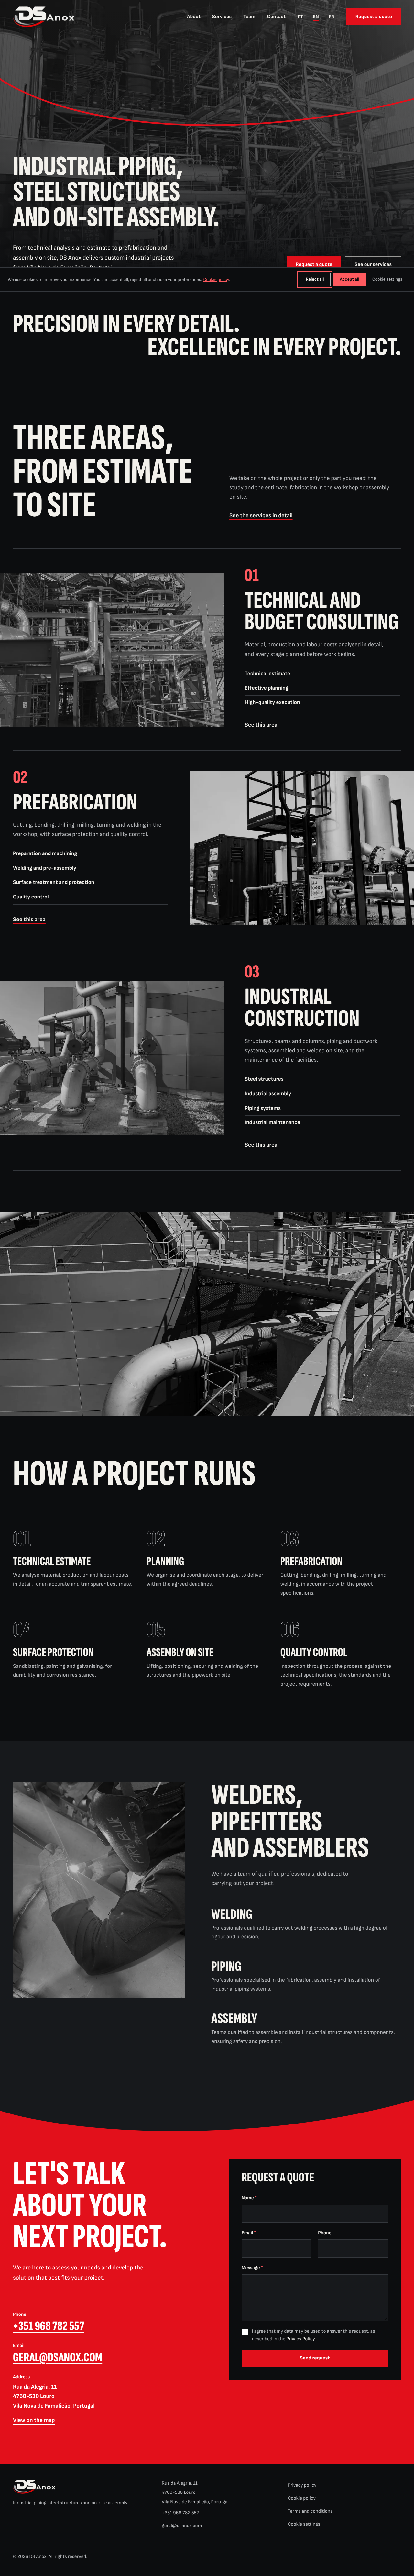 DS Anox
About
Services
Team
Contact
PT
EN
FR
Request a quote
INDUSTRIAL PIPING,
STEEL STRUCTURES
AND ON-SITE ASSEMBLY.
From technical analysis and estimate to prefabrication and
assembly on site, DS Anox delivers custom industrial projects
from Vila Nova de Famalicão, Portugal.
Request a quote
See our services
We use cookies to improve your experience. You can accept all, reject all or choose your preferences. Cookie policy.
Reject all
Accept all
Cookie settings
PRECISION IN EVERY DETAIL.
EXCELLENCE IN EVERY PROJECT.
THREE AREAS,
FROM ESTIMATE
TO SITE
We take on the whole project or only the part you need: the
study and the estimate, fabrication in the workshop or assembly
on site.
See the services in detail
01
TECHNICAL AND
BUDGET CONSULTING
Material, production and labour costs analysed in detail,
and every stage planned before work begins.
Technical estimate
Effective planning
High-quality execution
See this area
02
PREFABRICATION
Cutting, bending, drilling, milling, turning and welding in the
workshop, with surface protection and quality control.
Preparation and machining
Welding and pre-assembly
Surface treatment and protection
Quality control
See this area
03
INDUSTRIAL
CONSTRUCTION
Structures, beams and columns, piping and ductwork
systems, assembled and welded on site, and the
maintenance of the facilities.
Steel structures
Industrial assembly
Piping systems
Industrial maintenance
See this area
HOW A PROJECT RUNS
01
TECHNICAL ESTIMATE
We analyse material, production and labour costs
in detail, for an accurate and transparent estimate.
02
PLANNING
We organise and coordinate each stage, to deliver
within the agreed deadlines.
03
PREFABRICATION
Cutting, bending, drilling, milling, turning and
welding, in accordance with the project
specifications.
04
SURFACE PROTECTION
Sandblasting, painting and galvanising, for
durability and corrosion resistance.
05
ASSEMBLY ON SITE
Lifting, positioning, securing and welding of the
structures and the pipework on site.
06
QUALITY CONTROL
Inspection throughout the process, against the
technical specifications, the standards and the
project requirements.
WELDERS,
PIPEFITTERS
AND ASSEMBLERS
We have a team of qualified professionals, dedicated to
carrying out your project.
WELDING
Professionals qualified to carry out welding processes with a high degree of
rigour and precision.
PIPING
Professionals specialised in the fabrication, assembly and installation of
industrial piping systems.
ASSEMBLY
Teams qualified to assemble and install industrial structures and components,
ensuring safety and precision.
LET'S TALK
ABOUT YOUR
NEXT PROJECT.
We are here to assess your needs and develop the
solution that best fits your project.
Phone
+351 968 782 557
Email
GERAL@DSANOX.COM
Address
Rua da Alegria, 11
4760-530 Louro
Vila Nova de Famalicão, Portugal
View on the map
REQUEST A QUOTE
Name *
Email *
Phone
Message *
I agree that my data may be used to answer this request, as
described in the Privacy Policy.
Send request
DS Anox
Industrial piping, steel structures and on-site assembly.
Rua da Alegria, 11
4760-530 Louro
Vila Nova de Famalicão, Portugal
+351 968 782 557
geral@dsanox.com
Privacy policy
Cookie policy
Terms and conditions
Cookie settings
© 2026 DS Anox. All rights reserved.